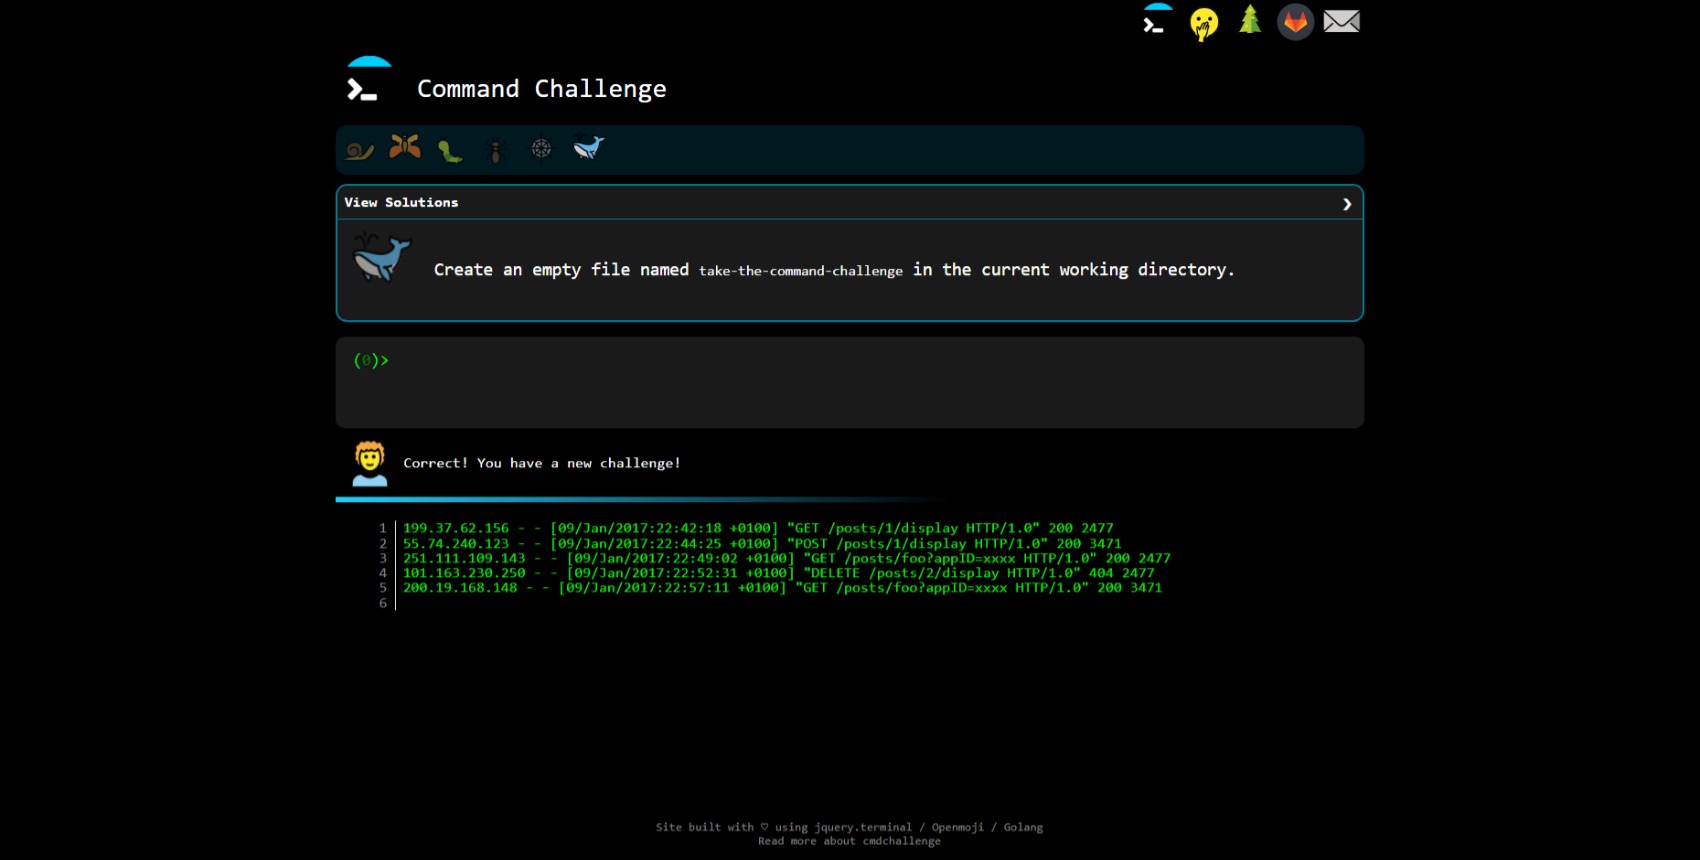 Command Challenge
View Solutions ❯
Create an empty file named take-the-command-challenge in the current working directory.
(0)>
Correct! You have a new challenge!
1 199.37.62.156 - - [09/Jan/2017:22:42:18 +0100] "GET /posts/1/display HTTP/1.0" 200 2477
2 55.74.240.123 - - [09/Jan/2017:22:44:25 +0100] "POST /posts/1/display HTTP/1.0" 200 3471
3 251.111.109.143 - - [09/Jan/2017:22:49:02 +0100] "GET /posts/foo?appID=xxxx HTTP/1.0" 200 2477
4 101.163.230.250 - - [09/Jan/2017:22:52:31 +0100] "DELETE /posts/2/display HTTP/1.0" 404 2477
5 200.19.168.148 - - [09/Jan/2017:22:57:11 +0100] "GET /posts/foo?appID=xxxx HTTP/1.0" 200 3471
6
Site built with ♡ using jquery.terminal / Openmoji / Golang
Read more about cmdchallenge